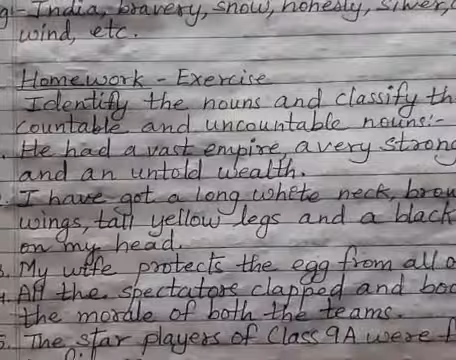 India, bravery, snow, honesty, silver,
wind, etc.
Homework - Exercise
Identify the nouns and classify
countable and uncountable nouns:-
He had a vast empire, a very strong
and an untold wealth.
I have got a long white neck,
wings, tall yellow legs and a black
on my head.
3. My wife protects the egg from all
4. All the spectators clapped and
the morale of both the teams.
5. The star players of Class 9A were